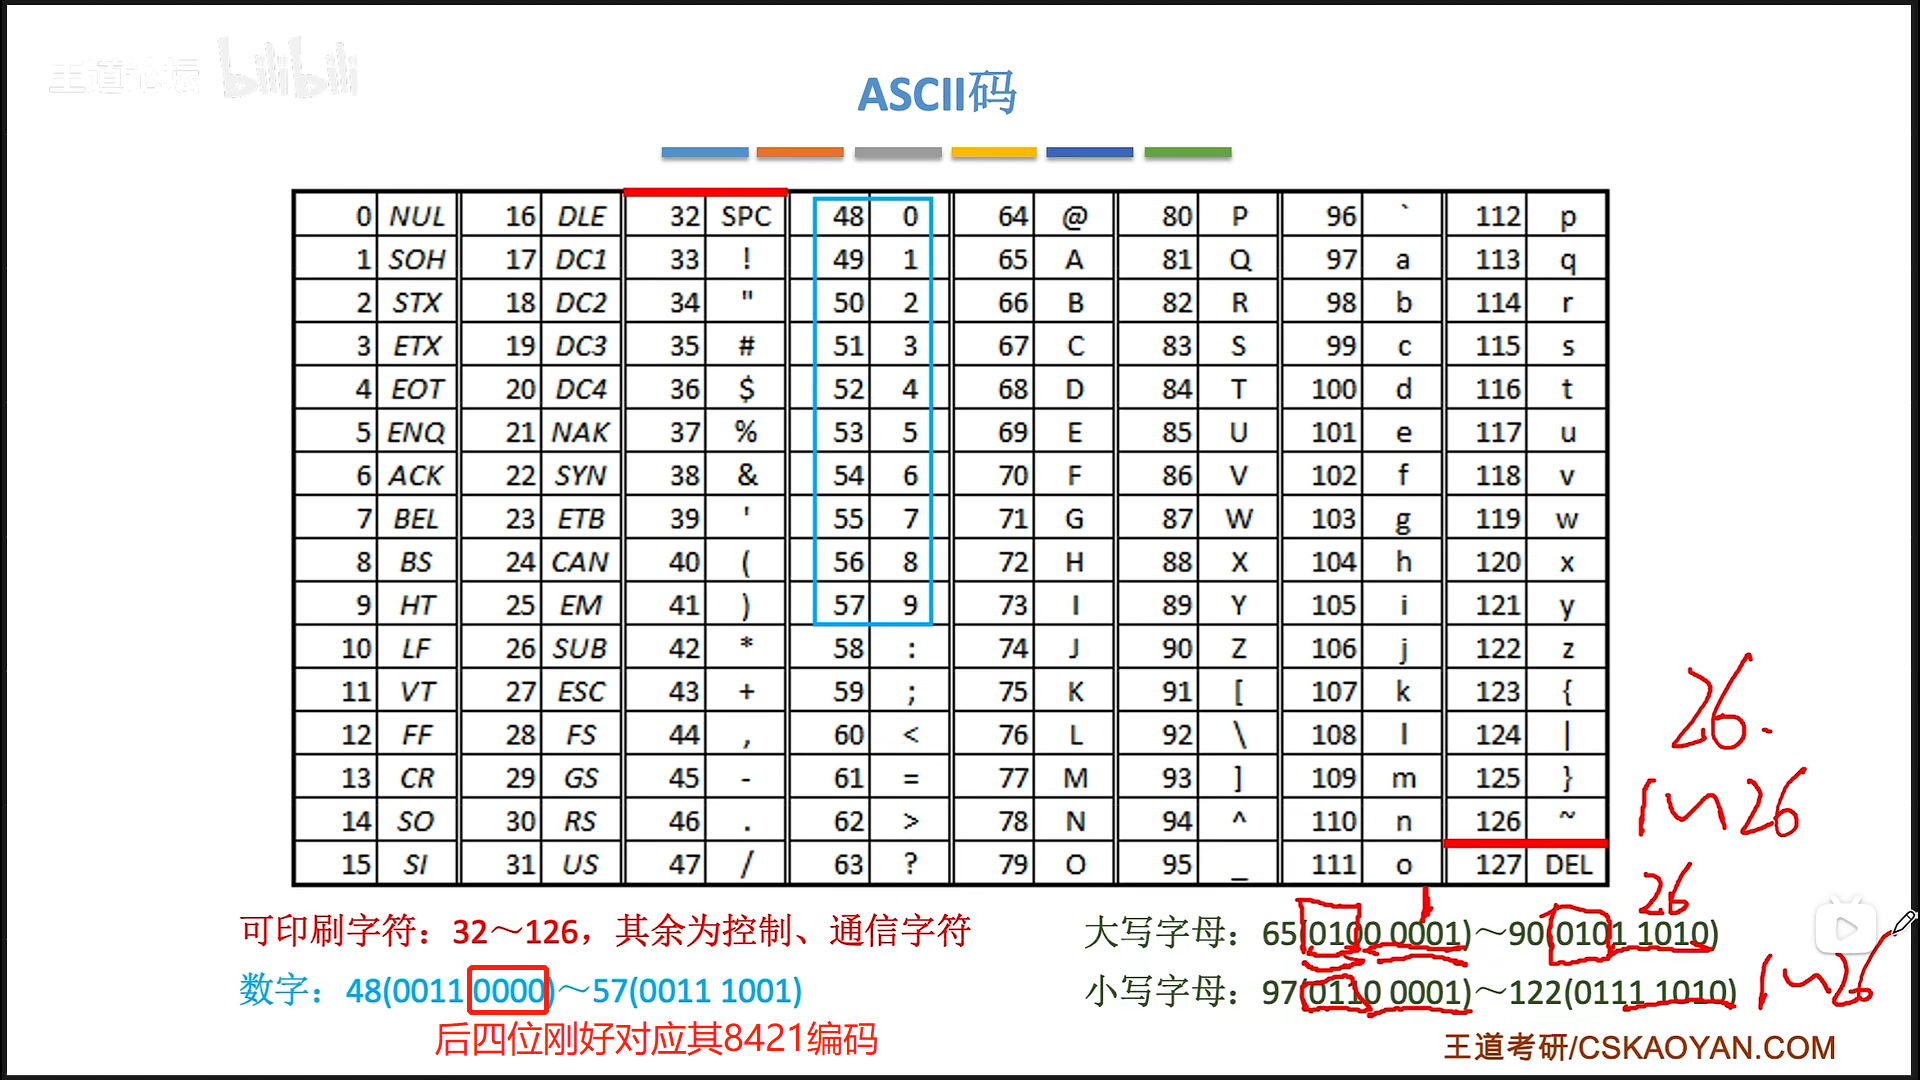 王道论坛 bilibili
ASCII码
0 NUL 16 DLE 32 SPC 48 0 64 @ 80 P 96 ` 112 p
1 SOH 17 DC1 33 ! 49 1 65 A 81 Q 97 a 113 q
2 STX 18 DC2 34 " 50 2 66 B 82 R 98 b 114 r
3 ETX 19 DC3 35 # 51 3 67 C 83 S 99 c 115 s
4 EOT 20 DC4 36 $ 52 4 68 D 84 T 100 d 116 t
5 ENQ 21 NAK 37 % 53 5 69 E 85 U 101 e 117 u
6 ACK 22 SYN 38 & 54 6 70 F 86 V 102 f 118 v
7 BEL 23 ETB 39 ' 55 7 71 G 87 W 103 g 119 w
8 BS 24 CAN 40 ( 56 8 72 H 88 X 104 h 120 x
9 HT 25 EM 41 ) 57 9 73 I 89 Y 105 i 121 y
10 LF 26 SUB 42 * 58 : 74 J 90 Z 106 j 122 z
11 VT 27 ESC 43 + 59 ; 75 K 91 [ 107 k 123 {
12 FF 28 FS 44 , 60 < 76 L 92 \ 108 l 124 |
13 CR 29 GS 45 - 61 = 77 M 93 ] 109 m 125 }
14 SO 30 RS 46 . 62 > 78 N 94 ^ 110 n 126 ~
15 SI 31 US 47 / 63 ? 79 O 95 _ 111 o 127 DEL
26.
1~26
1 26
可印刷字符：32～126，其余为控制、通信字符
大写字母：65(0100 0001)～90(0101 1010)
数字：48(0011 0000)～57(0011 1001)
小写字母：97(0110 0001)～122(0111 1010)
1~26
后四位刚好对应其8421编码
王道考研/CSKAOYAN.COM